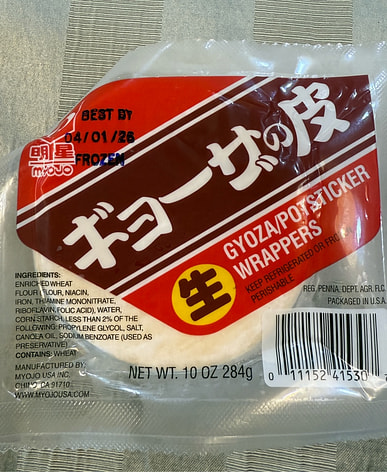 BEST BY
04/01/26
FROZEN
明星
MYOJO
ギョーザの皮
生
GYOZA/POTSTICKER
WRAPPERS
KEEP REFRIGERATED OR
PERISHABLE
REG. PENNA. DEPT. AGR. R.C.
PACKAGED IN U.S.A.
INGREDIENTS:
ENRICHED WHEAT
FLOUR (FLOUR, NIACIN,
IRON, THIAMINE MONONITRATE,
RIBOFLAVIN, FOLIC ACID), WATER,
CORN STARCH, LESS THAN 2% OF THE
FOLLOWING: PROPYLENE GLYCOL, SALT,
CANOLA OIL, SODIUM BENZOATE (USED AS
PRESERVATIVE)
CONTAINS: WHEAT
MANUFACTURED BY:
MYOJO USA INC.
CHINO, CA 91710
WWW.MYOJOUSA.COM
NET WT. 10 OZ 284g
0 11152 41530 7